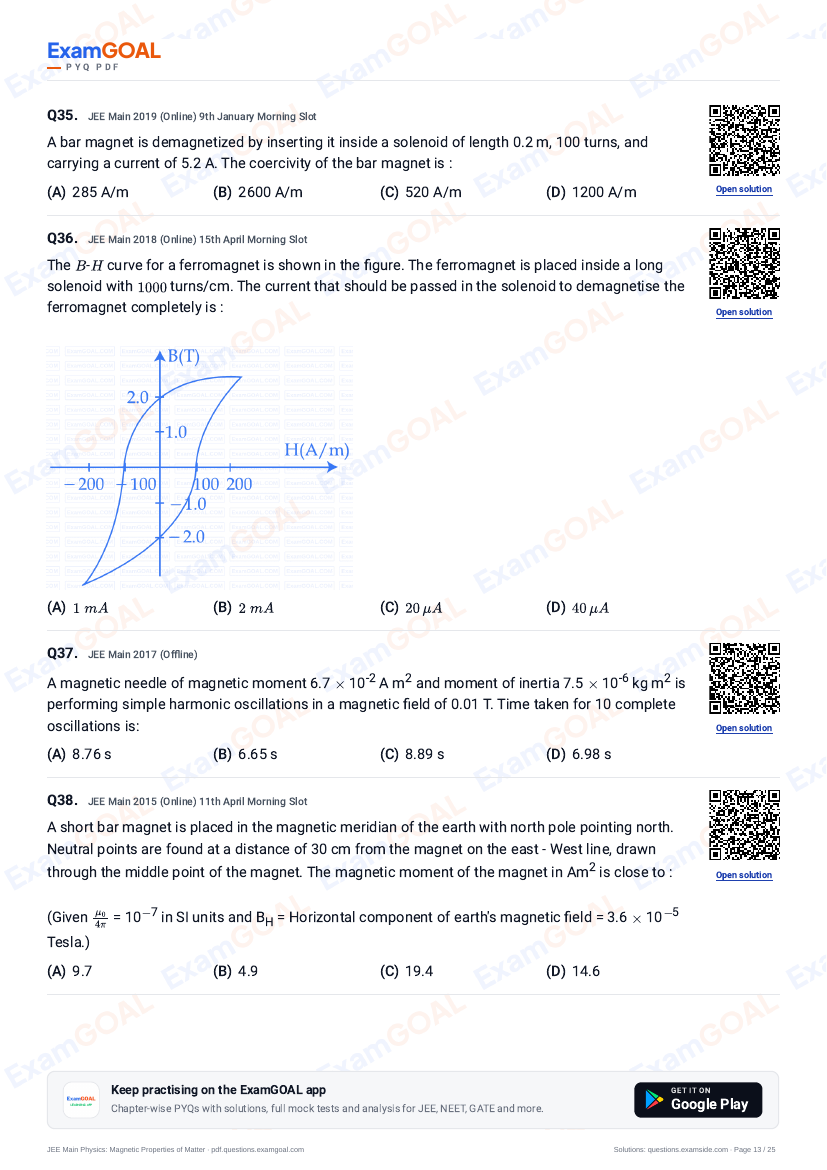 ExamGOAL
PYQ PDF
Q35. JEE Main 2019 (Online) 9th January Morning Slot
A bar magnet is demagnetized by inserting it inside a solenoid of length 0.2 m, 100 turns, and
carrying a current of 5.2 A. The coercivity of the bar magnet is :
(A) 285 A/m (B) 2600 A/m (C) 520 A/m (D) 1200 A/m
Open solution
Q36. JEE Main 2018 (Online) 15th April Morning Slot
The B-H curve for a ferromagnet is shown in the figure. The ferromagnet is placed inside a long
solenoid with 1000 turns/cm. The current that should be passed in the solenoid to demagnetise the
ferromagnet completely is :
Open solution
B(T)
2.0
1.0
H(A/m)
−200 −100 100 200
−1.0
−2.0
(A) 1 mA (B) 2 mA (C) 20 μA (D) 40 μA
Q37. JEE Main 2017 (Offline)
A magnetic needle of magnetic moment 6.7 × 10⁻² A m² and moment of inertia 7.5 × 10⁻⁶ kg m² is
performing simple harmonic oscillations in a magnetic field of 0.01 T. Time taken for 10 complete
oscillations is:
Open solution
(A) 8.76 s (B) 6.65 s (C) 8.89 s (D) 6.98 s
Q38. JEE Main 2015 (Online) 11th April Morning Slot
A short bar magnet is placed in the magnetic meridian of the earth with north pole pointing north.
Neutral points are found at a distance of 30 cm from the magnet on the east - West line, drawn
through the middle point of the magnet. The magnetic moment of the magnet in Am² is close to :
Open solution
(Given μ₀/4π = 10⁻⁷ in SI units and B_H = Horizontal component of earth's magnetic field = 3.6 × 10⁻⁵
Tesla.)
(A) 9.7 (B) 4.9 (C) 19.4 (D) 14.6
Keep practising on the ExamGOAL app
Chapter-wise PYQs with solutions, full mock tests and analysis for JEE, NEET, GATE and more.
GET IT ON
Google Play
JEE Main Physics: Magnetic Properties of Matter · pdf.questions.examgoal.com
Solutions: questions.examside.com · Page 13 / 25